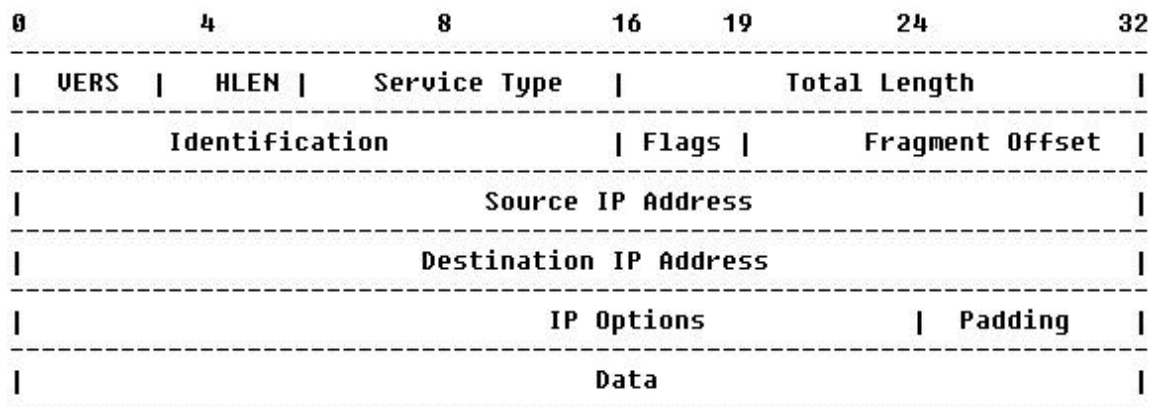 0 4 8 16 19 24 32
| VERS | HLEN | Service Type | Total Length |
| Identification | Flags | Fragment Offset |
| Source IP Address |
| Destination IP Address |
| IP Options | Padding |
| Data |